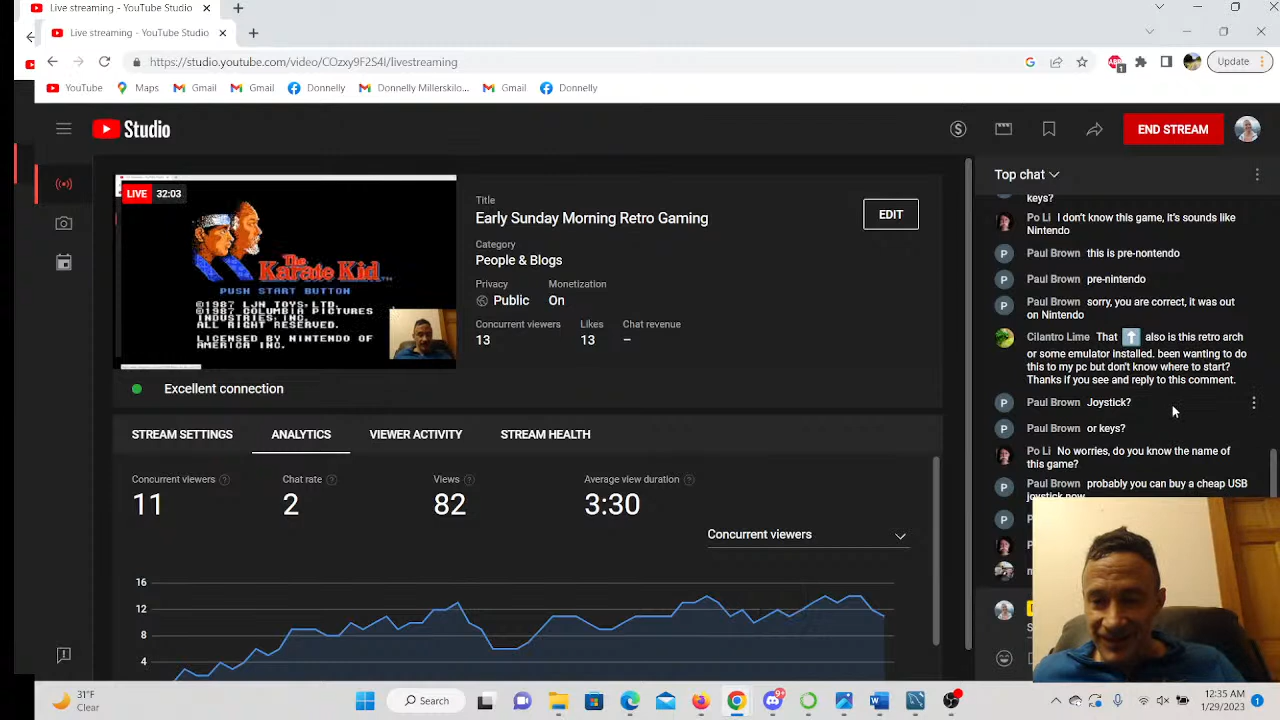 Live streaming - YouTube Studio
Live streaming - YouTube Studio
https://studio.youtube.com/video/COzxy9F2S4I/livestreaming
ABP
1
Update
YouTube
Maps
Gmail
Gmail
Donnelly
Donnelly Millerskilo...
Gmail
Donnelly
Studio
END STREAM
LIVE 32:03
The Karate Kid
PUSH START BUTTON
©1987 LJN TOYS, LTD.
©1987 COLUMBIA PICTURES
INDUSTRIES, INC.
ALL RIGHT RESERVED.
LICENSED BY NINTENDO OF
AMERICA INC.
Title
Early Sunday Morning Retro Gaming
EDIT
Category
People & Blogs
Privacy Monetization
Public On
Concurrent viewers Likes Chat revenue
13 13 –
Excellent connection
STREAM SETTINGS ANALYTICS VIEWER ACTIVITY STREAM HEALTH
Concurrent viewers Chat rate Views Average view duration
11 2 82 3:30
Concurrent viewers
16
12
8
4
Top chat
keys?
Po Li I don't know this game, it's sounds like
Nintendo
Paul Brown this is pre-nontendo
Paul Brown pre-nintendo
Paul Brown sorry, you are correct, it was out
on Nintendo
Cilantro Lime That ⬆ also is this retro arch
or some emulator installed. been wanting to do
this to my pc but don't know where to start?
Thanks if you see and reply to this comment.
Paul Brown Joystick?
Paul Brown or keys?
Po Li No worries, do you know the name of
this game?
Paul Brown probably you can buy a cheap USB
joystick now
31°F
Clear
Search
9+
12:35 AM
1/29/2023
1